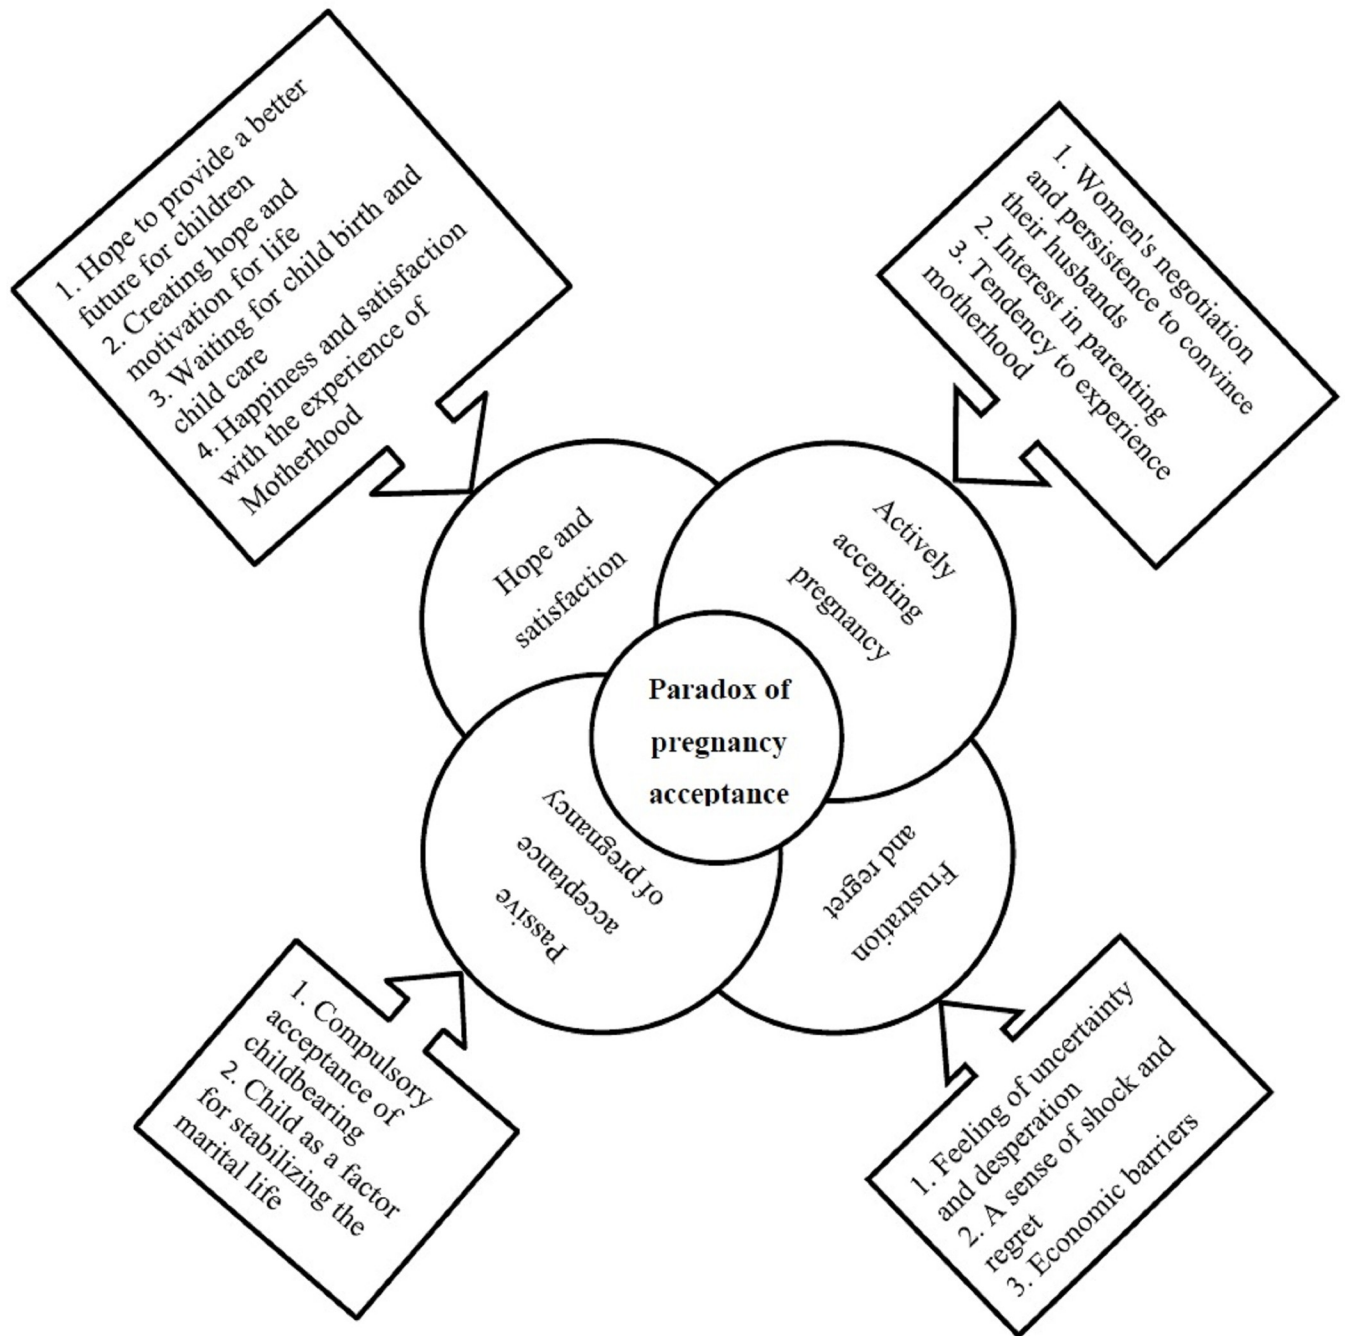 1. Hope to provide a better
future for children
2. Creating hope and
motivation for life
3. Waiting for child birth and
child care
4. Happiness and satisfaction
with the experience of
Motherhood
1. Women's negotiation
and persistence to convince
their husbands
2. Interest in parenting
3. Tendency to experience
motherhood
Hope and
satisfaction
Actively
accepting
pregnancy
Paradox of
pregnancy
acceptance
Passive
acceptance
of pregnancy
Frustration
and regret
1. Compulsory
acceptance of
childbearing
2. Child as a factor
for stabilizing the
marital life
1. Feeling of uncertainty
and desperation
2. A sense of shock and
regret
3. Economic barriers